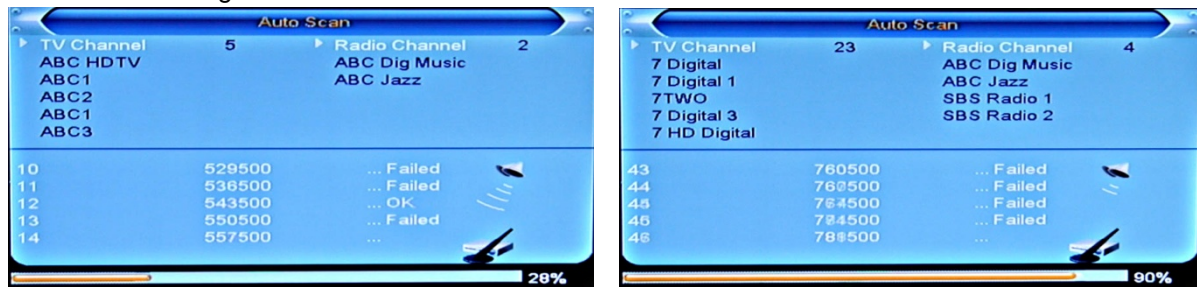 Auto Scan
TV Channel 5 Radio Channel 2
ABC HDTV ABC Dig Music
ABC1 ABC Jazz
ABC2
ABC1
ABC3
10 529500 ... Failed
11 536500 ... Failed
12 543500 ... OK
13 550500 ... Failed
14 557500 ...
28%
Auto Scan
TV Channel 23 Radio Channel 4
7 Digital ABC Dig Music
7 Digital 1 ABC Jazz
7TWO SBS Radio 1
7 Digital 3 SBS Radio 2
7 HD Digital
43 760500 ... Failed
44 ... Failed
... Failed
... Failed
...
90%